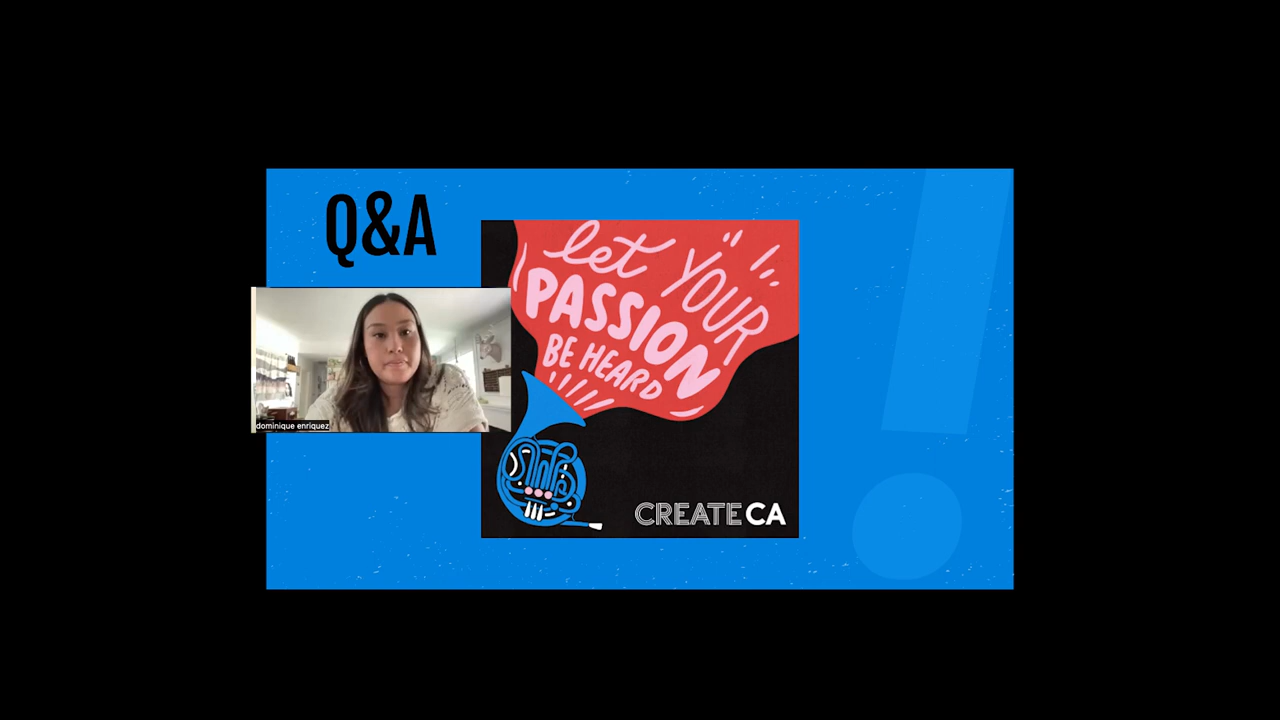 Q&A
let YOUR
PASSION
BE HEARD
dominique enriquez
CREATE CA